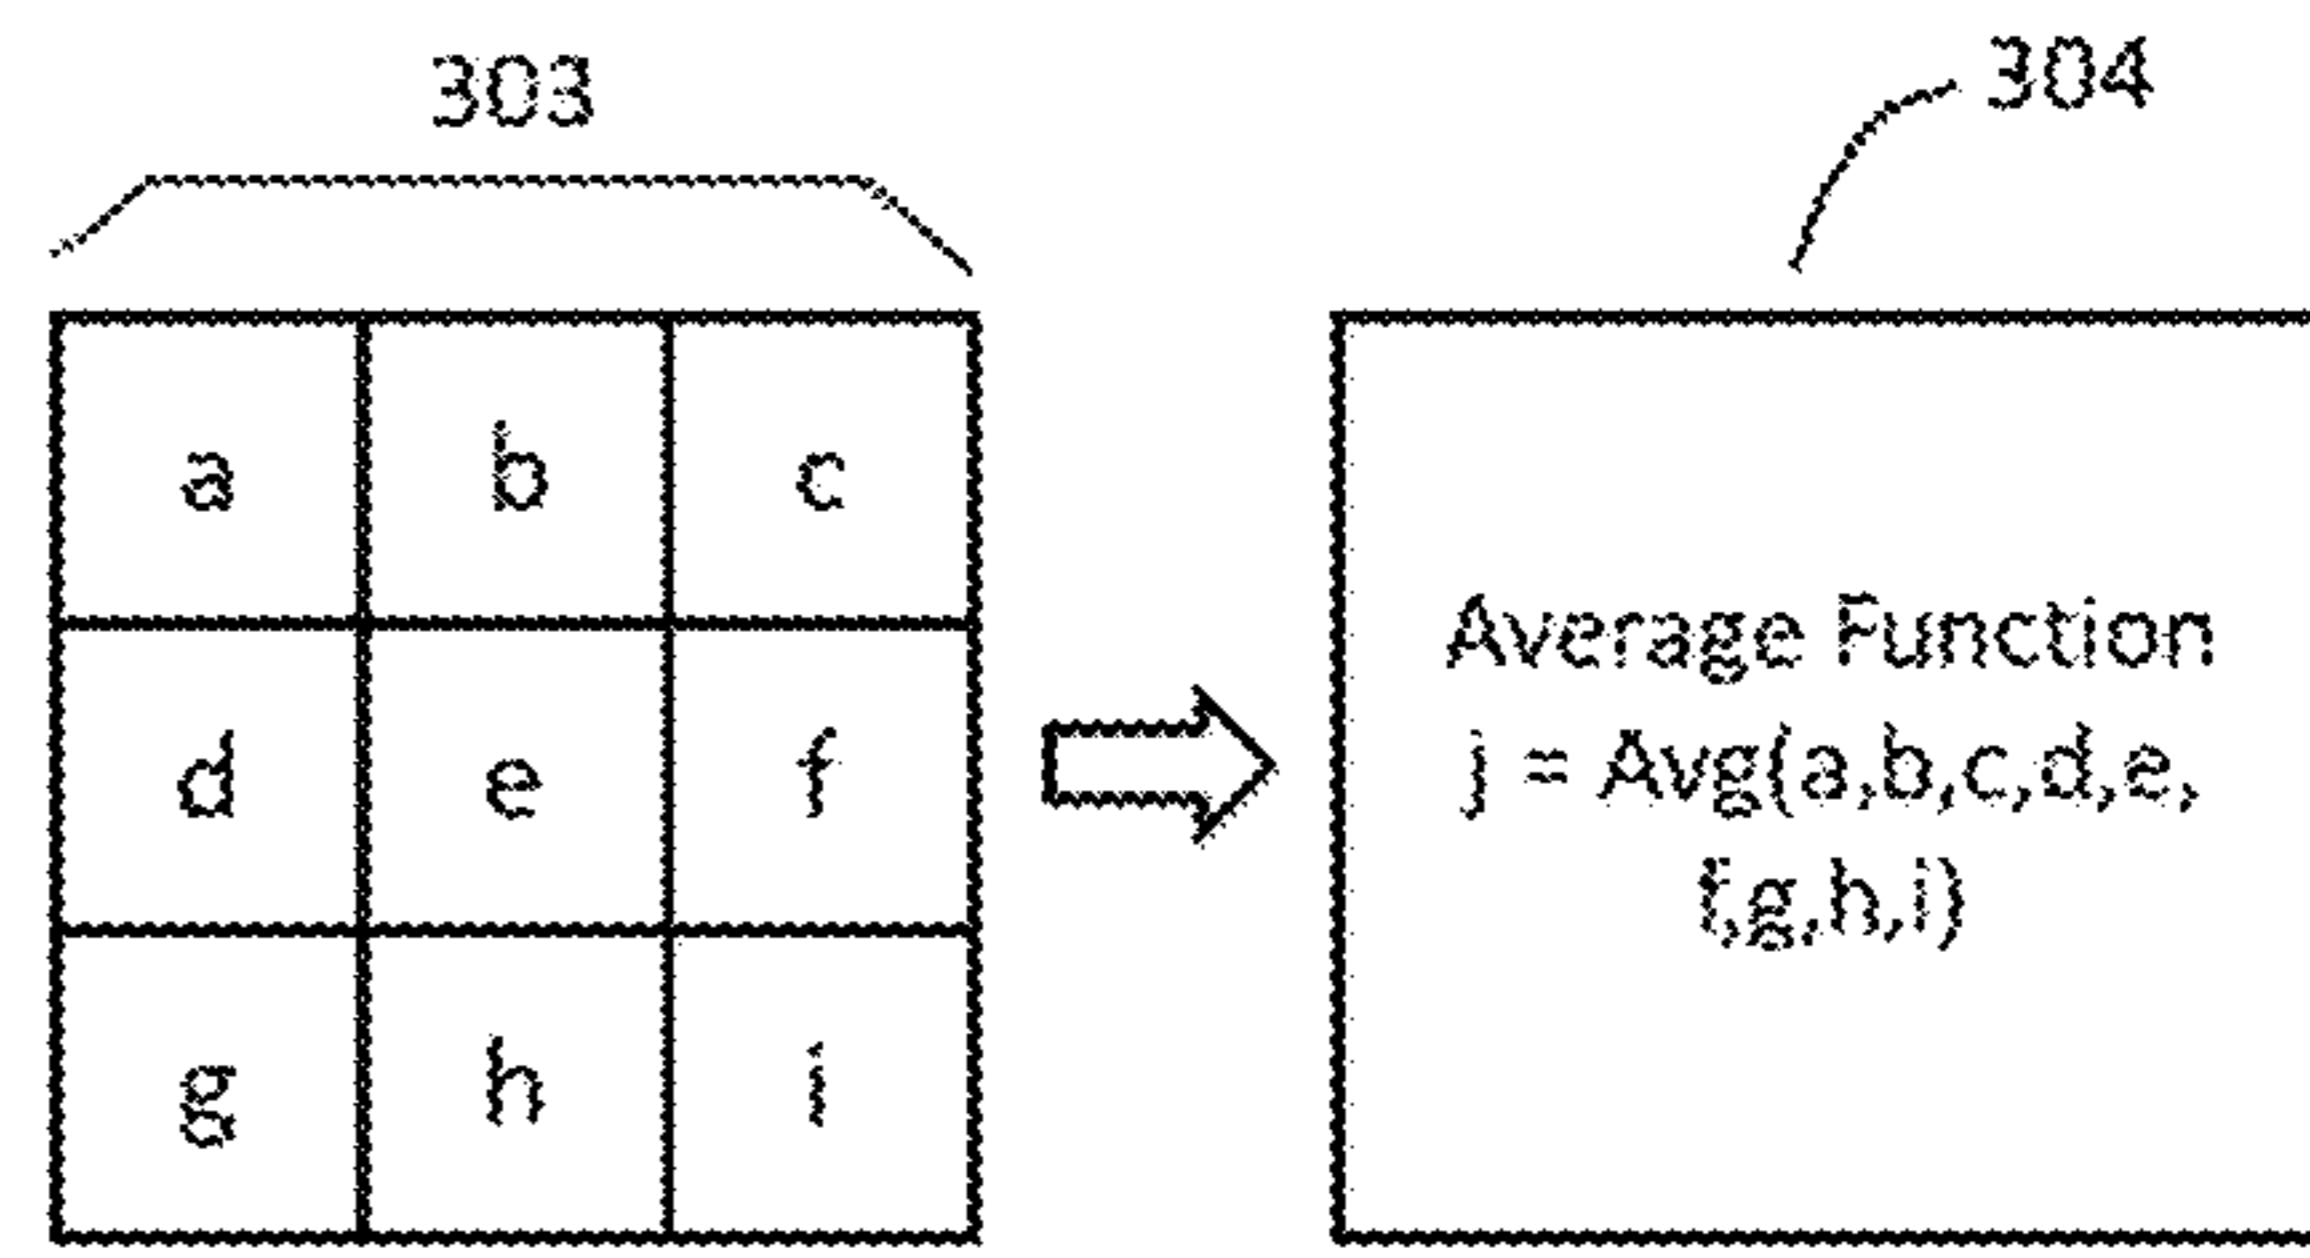 303
304
a b c
d e f
g h i
Average Function
j = Avg(a,b,c,d,e,
f,g,h,i)